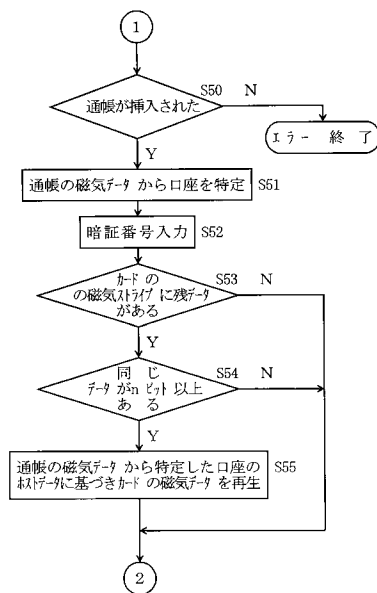 1
通帳が挿入された
S50
N
エラー 終了
Y
通帳の磁気データから口座を特定
S51
暗証番号入力
S52
カードの
の磁気ストライプに残データ
がある
S53
N
Y
同じ
データがnビット以上
ある
S54
N
Y
通帳の磁気データから特定した口座の
ホストデータに基づきカードの磁気データを再生
S55
2